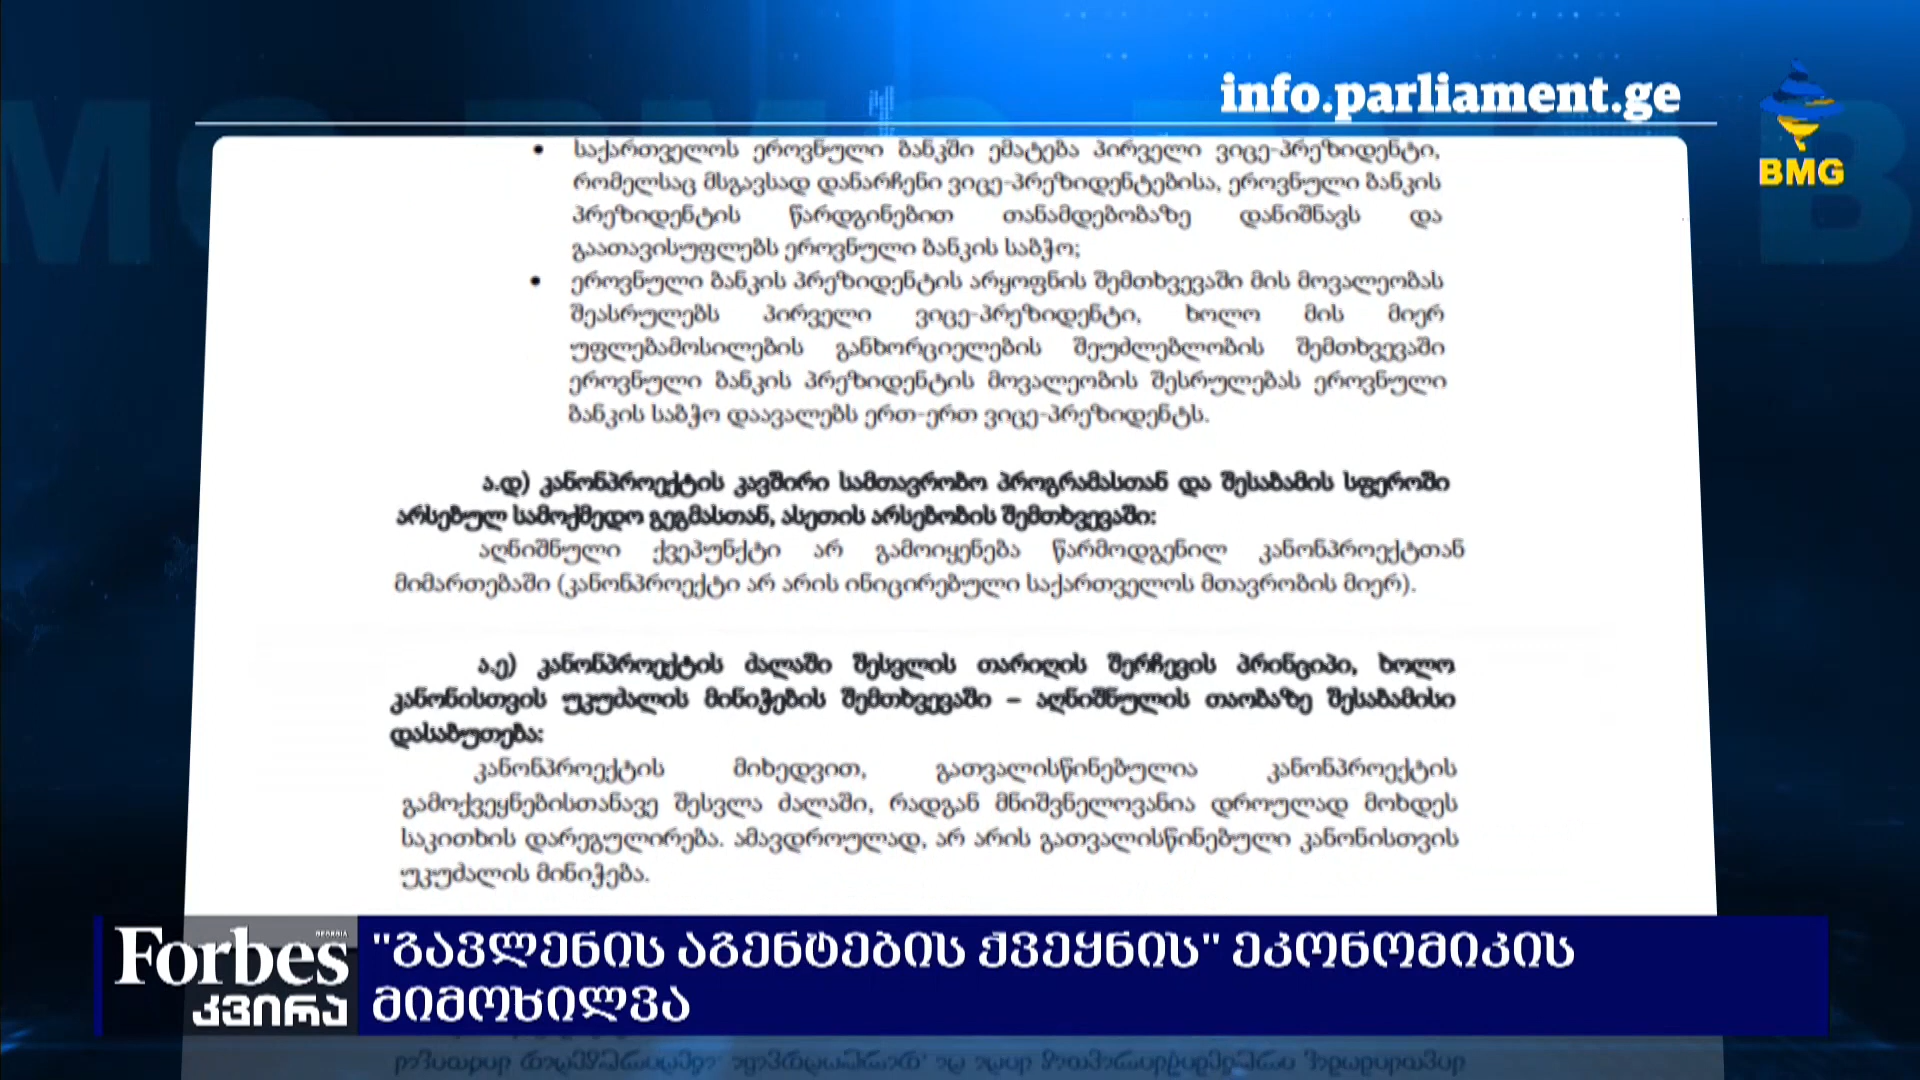 info.parliament.ge
BMG
• საქართველოს ეროვნული ბანკში ემატება პირველი ვიცე-პრეზიდენტი,
რომელსაც მსგავსად დანარჩენი ვიცე-პრეზიდენტებისა, ეროვნული ბანკის
პრეზიდენტის წარდგინებით თანამდებობაზე დანიშნავს და
გაათავისუფლებს ეროვნული ბანკის საბჭო;
• ეროვნული ბანკის პრეზიდენტის არყოფნის შემთხვევაში მის მოვალეობას
შეასრულებს პირველი ვიცე-პრეზიდენტი, ხოლო მის მიერ
უფლებამოსილების განხორციელების შეუძლებლობის შემთხვევაში
ეროვნული ბანკის პრეზიდენტის მოვალეობის შესრულებას ეროვნული
ბანკის საბჭო დაავალებს ერთ-ერთ ვიცე-პრეზიდენტს.
ა.დ) კანონპროექტის კავშირი სამთავრობო პროგრამასთან და შესაბამის სფეროში
არსებულ სამოქმედო გეგმასთან, ასეთის არსებობის შემთხვევაში:
აღნიშნული ქვეპუნქტი არ გამოიყენება წარმოდგენილ კანონპროექტთან
მიმართებაში (კანონპროექტი არ არის ინიცირებული საქართველოს მთავრობის მიერ).
ა.ე) კანონპროექტის ძალაში შესვლის თარიღის შერჩევის პრინციპი, ხოლო
კანონისთვის უკუძალის მინიჭების შემთხვევაში – აღნიშნულის თაობაზე შესაბამისი
დასაბუთება:
კანონპროექტის მიხედვით, გათვალისწინებულია კანონპროექტის
გამოქვეყნებისთანავე შესვლა ძალაში, რადგან მნიშვნელოვანია დროულად მოხდეს
საკითხის დარეგულირება. ამავდროულად, არ არის გათვალისწინებული კანონისთვის
უკუძალის მინიჭება.
Forbes
GEORGIA
კვირა
"გავლენის აგენტების ქვეყნის" ეკონომიკის
მიმოხილვა